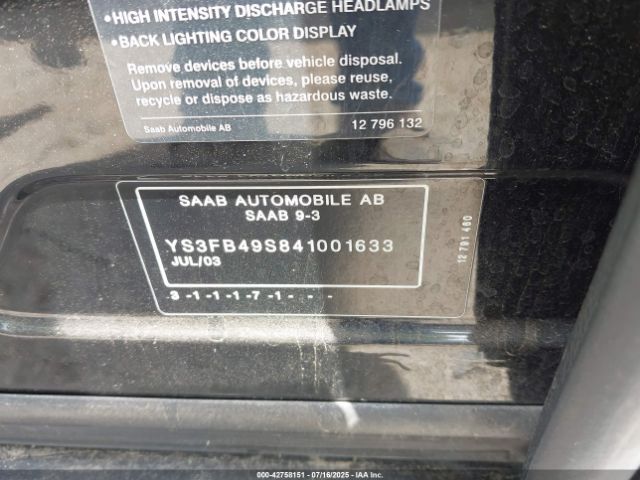 •HIGH INTENSITY DISCHARGE HEADLAMPS
•BACK LIGHTING COLOR DISPLAY
Remove devices before vehicle disposal.
Upon removal of devices, please reuse,
recycle or dispose as hazardous waste.
Saab Automobile AB 12 796 132
SAAB AUTOMOBILE AB
SAAB 9-3
YS3FB49S841001633
JUL/03
3 -1 -1 -1 -7 -1 - - -
12 791 460
000-42758151 - 07/16/2025 - IAA Inc.